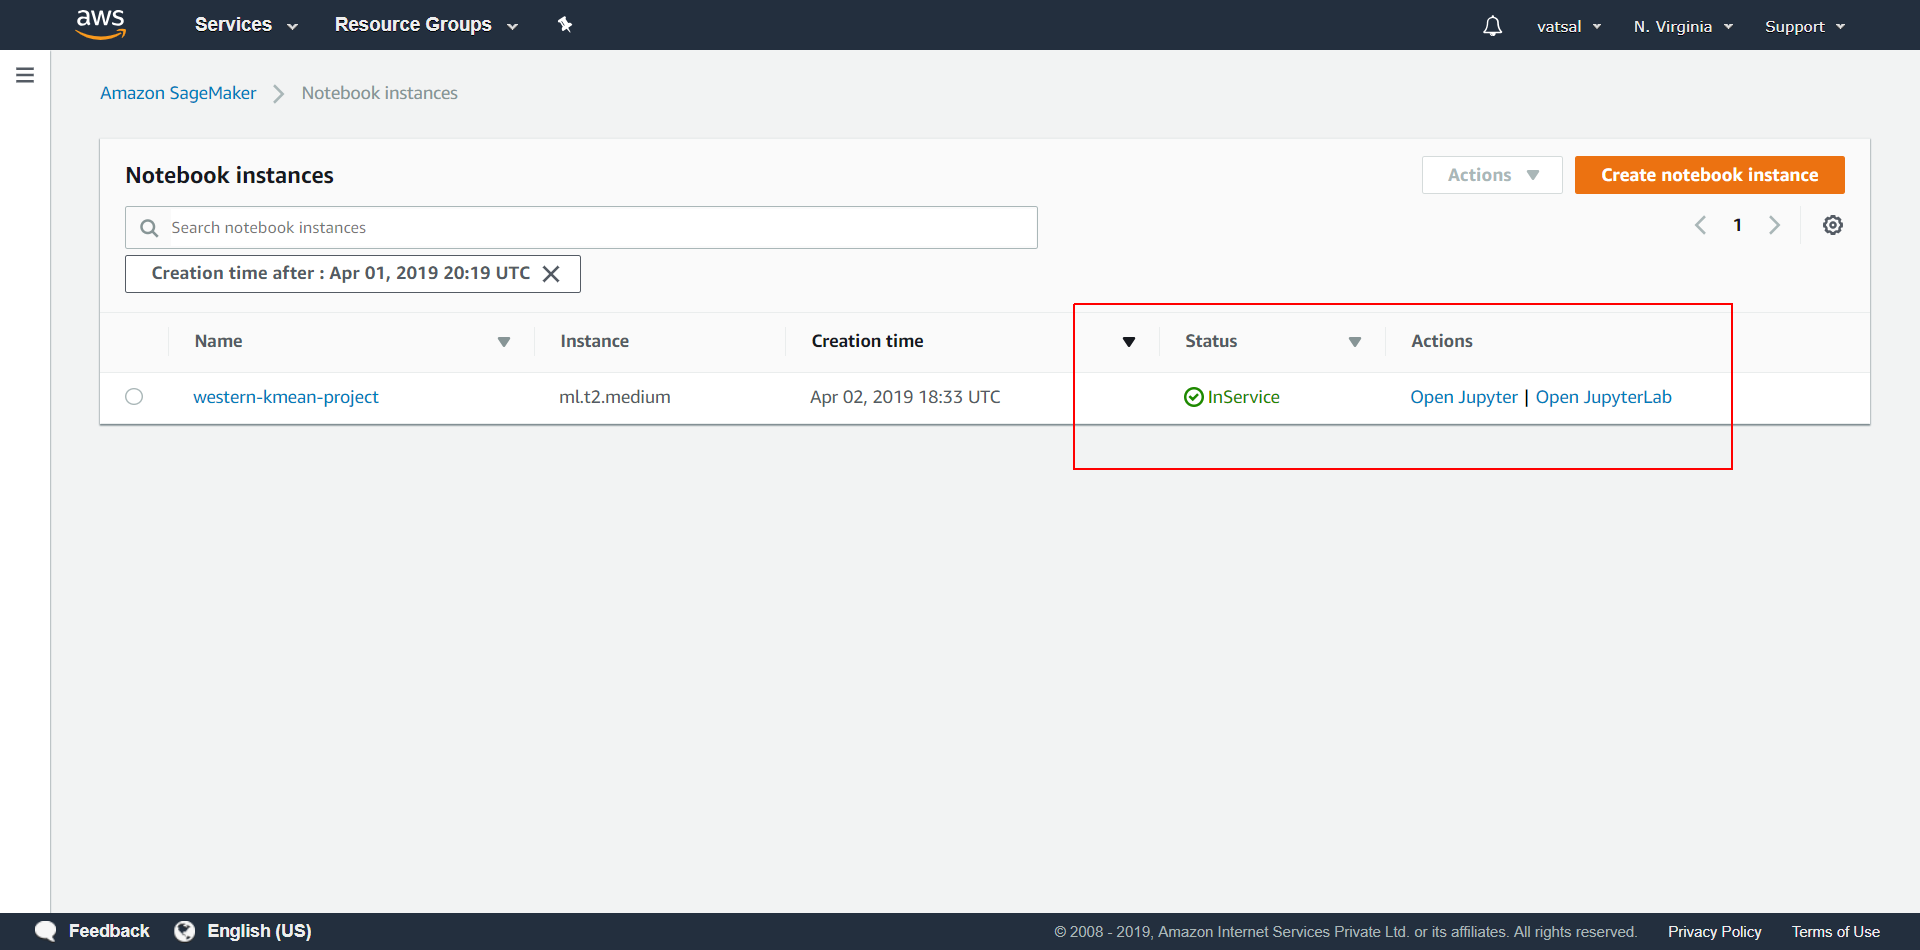 aws Services Resource Groups vatsal N. Virginia Support
Amazon SageMaker Notebook instances
Notebook instances Actions Create notebook instance
Search notebook instances 1
Creation time after : Apr 01, 2019 20:19 UTC
Name Instance Creation time Status Actions
western-kmean-project ml.t2.medium Apr 02, 2019 18:33 UTC InService Open Jupyter | Open JupyterLab
Feedback English (US) © 2008 - 2019, Amazon Internet Services Private Ltd. or its affiliates. All rights reserved. Privacy Policy Terms of Use